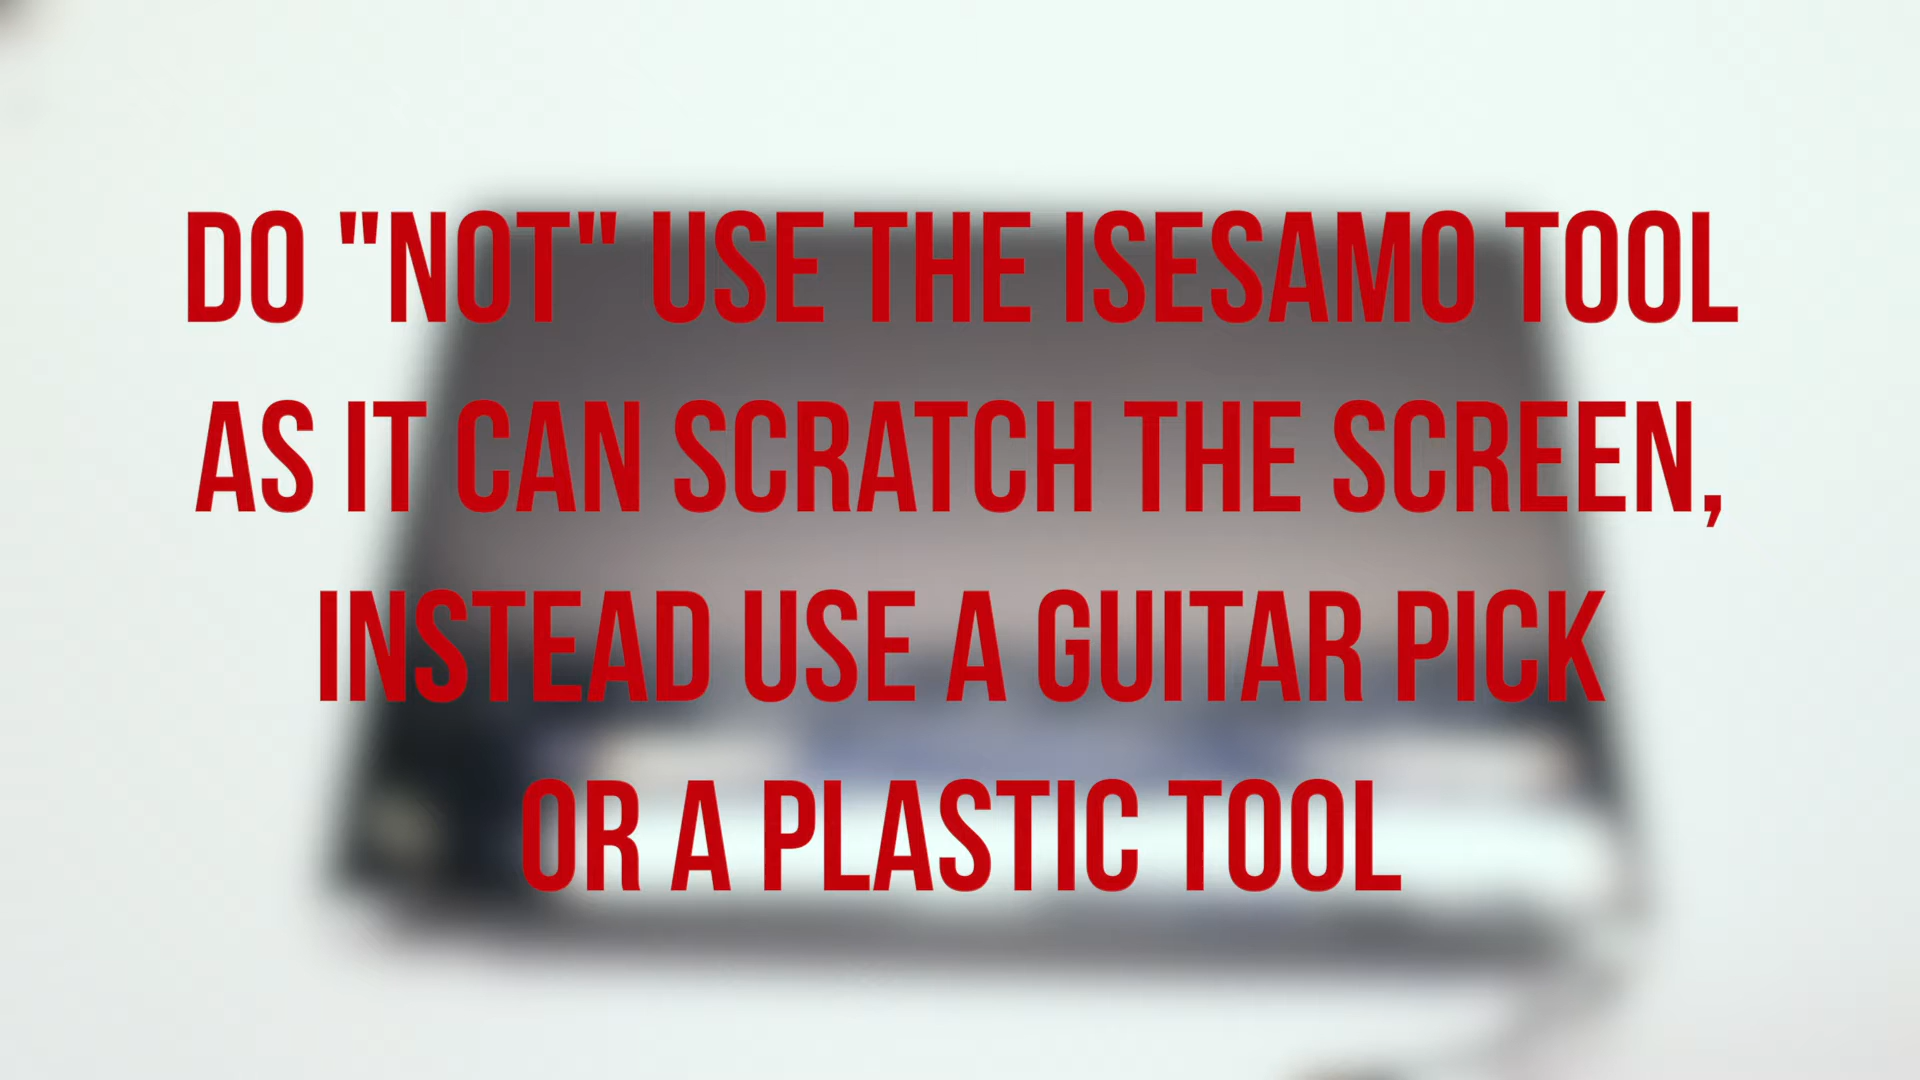 DO "NOT" USE THE ISESAMO TOOL
AS IT CAN SCRATCH THE SCREEN,
INSTEAD USE A GUITAR PICK
OR A PLASTIC TOOL